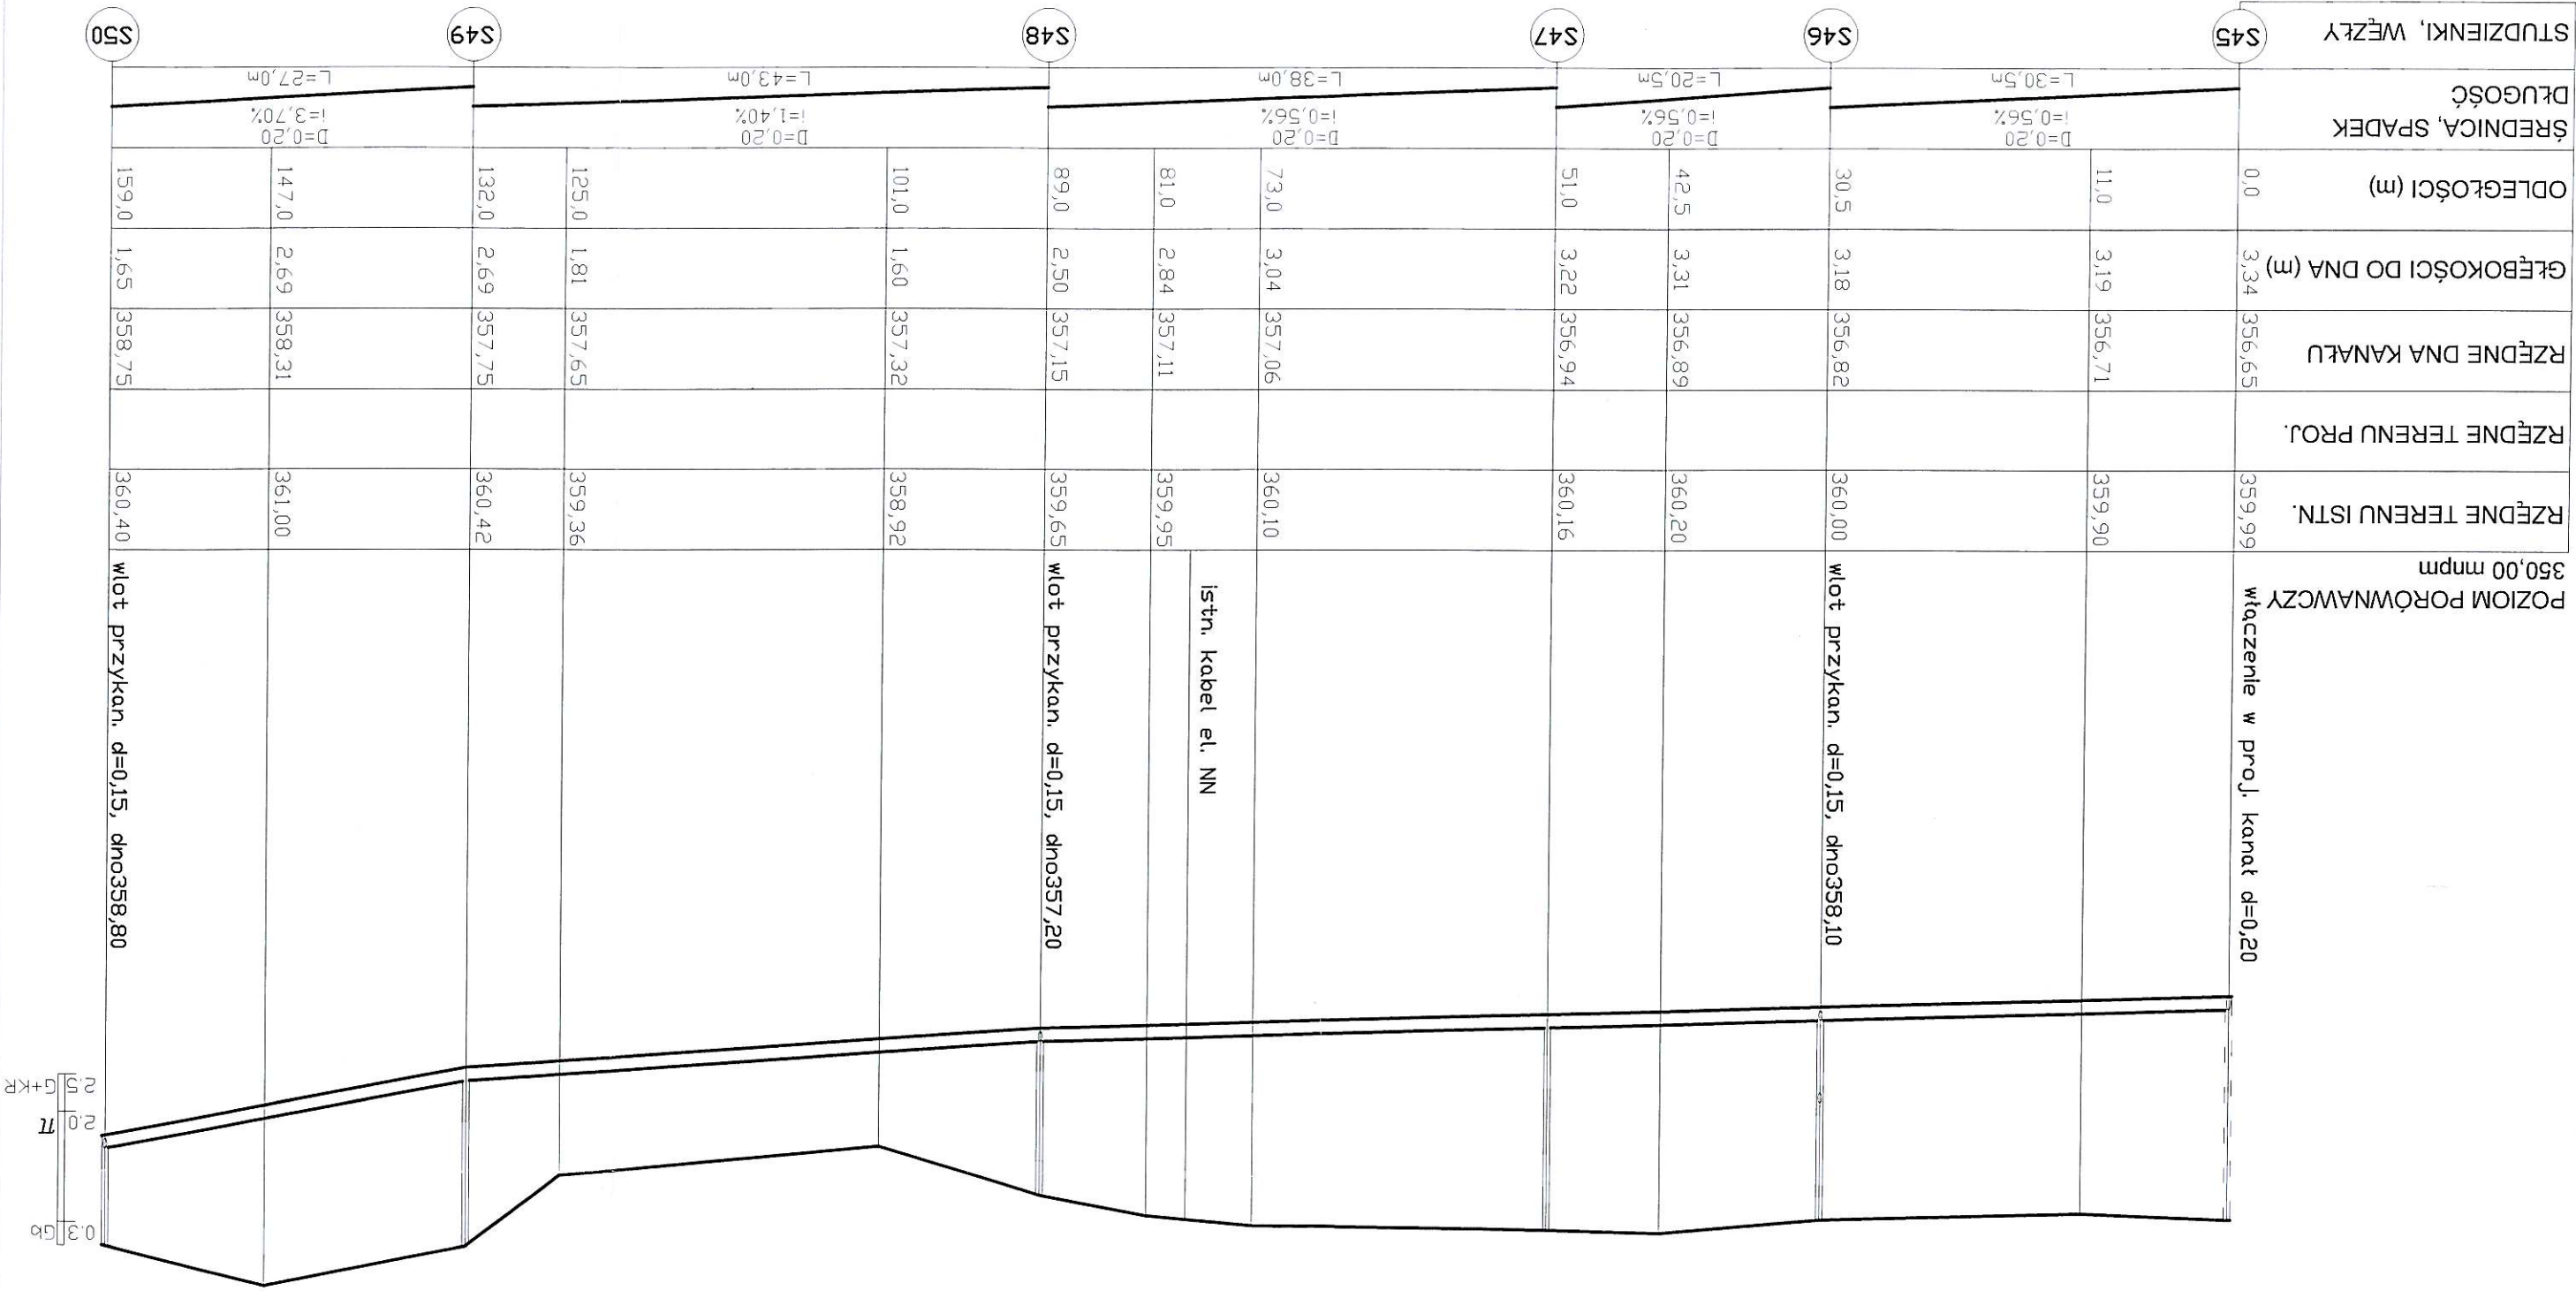 0.3 Gb
2.0 π
2.5 G+KR
włączenie w proj. kanał d=0,20
wlot przykan. d=0,15, dno358,10
istn. kabel el. NN
wlot przykan. d=0,15, dno357,20
wlot przykan. d=0,15, dno358,80
POZIOM PORÓWNAWCZY
350,00 mnpm
RZĘDNE TERENU ISTN. 359,99 359,90 360,00 360,20 360,16 360,10 359,95 359,65 358,92 359,36 360,42 361,00 360,40
RZĘDNE TERENU PROJ.
RZĘDNE DNA KANAŁU 356,65 356,71 356,82 356,89 356,94 357,06 357,11 357,15 357,32 357,65 357,75 358,31 358,75
GŁĘBOKOŚCI DO DNA (m) 3,34 3,19 3,18 3,31 3,22 3,04 2,84 2,50 1,60 1,81 2,69 2,69 1,65
ODLEGŁOŚCI (m) 0,0 11,0 30,5 42,5 51,0 73,0 81,0 89,0 101,0 125,0 132,0 147,0 159,0
ŚREDNICA, SPADEK
DŁUGOŚĆ
D=0,20 D=0,20 D=0,20 D=0,20 D=0,20
i=0,56% i=0,56% i=0,56% i=1,40% i=3,70%
L=30,5m L=20,5m L=38,0m L=43,0m L=27,0m
STUDZIENKI, WĘZŁY S45 S46 S47 S48 S49 S50